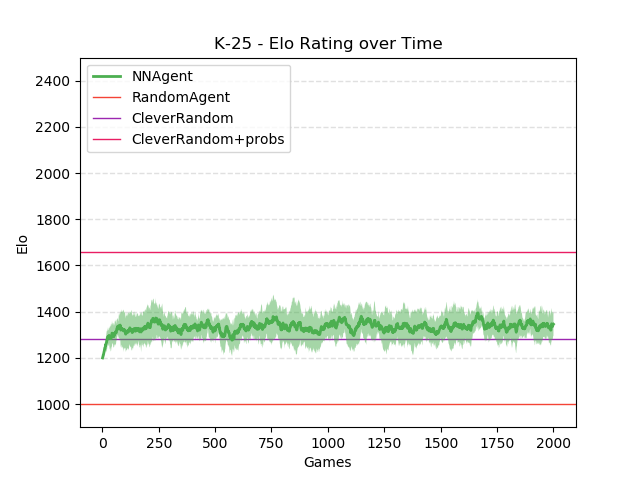 K-25 - Elo Rating over Time
NNAgent
RandomAgent
CleverRandom
CleverRandom+probs
2400
2200
2000
1800
1600
1400
1200
1000
Elo
0
250
500
750
1000
1250
1500
1750
2000
Games